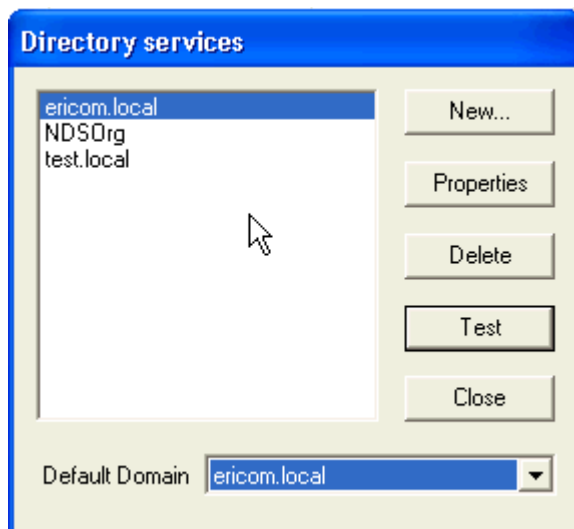 Directory services
ericom.local
NDSOrg
test.local
New...
Properties
Delete
Test
Close
Default Domain ericom.local